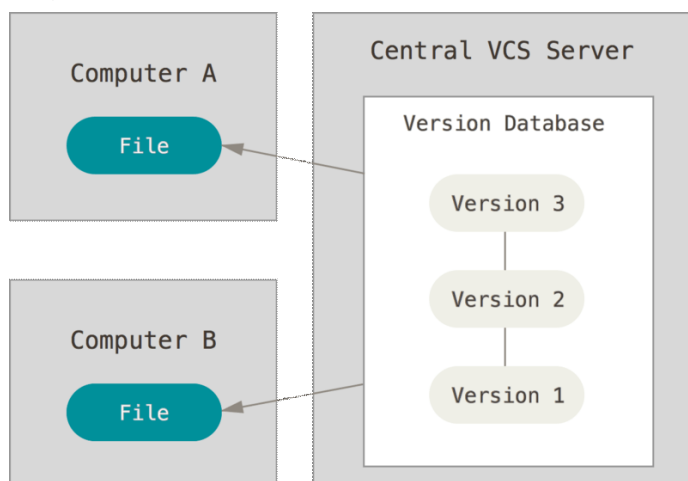 Computer A
File
Computer B
File
Central VCS Server
Version Database
Version 3
Version 2
Version 1